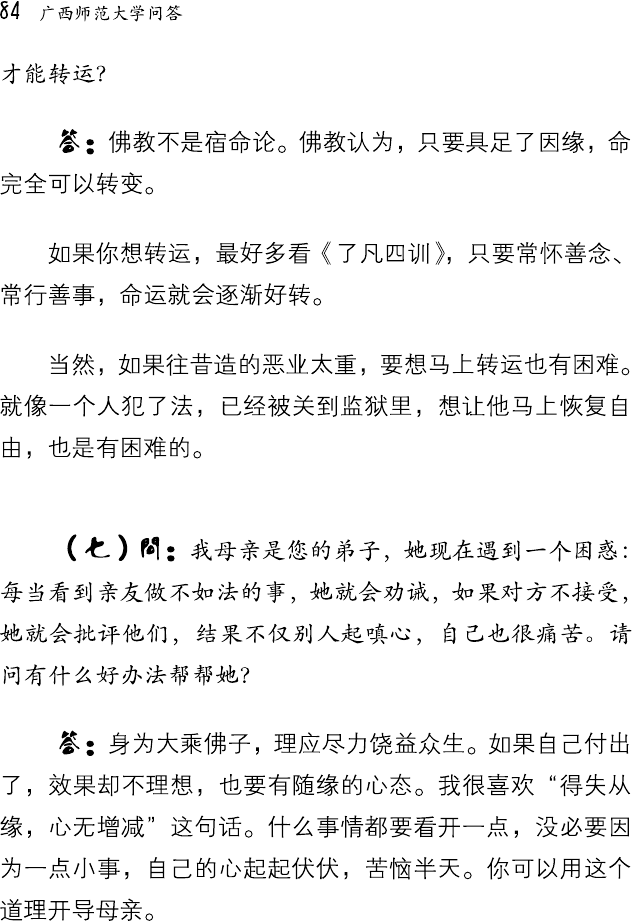 84 广西师范大学问答
才能转运?
答：佛教不是宿命论。佛教认为，只要具足了因缘，命
完全可以转变。
如果你想转运，最好多看《了凡四训》，只要常怀善念、
常行善事，命运就会逐渐好转。
当然，如果往昔造的恶业太重，要想马上转运也有困难。
就像一个人犯了法，已经被关到监狱里，想让他马上恢复自
由，也是有困难的。
（七）問：我母亲是您的弟子，她现在遇到一个困惑：
每当看到亲友做不如法的事，她就会劝诫，如果对方不接受，
她就会批评他们，结果不仅别人起嗔心，自己也很痛苦。请
问有什么好办法帮帮她?
答：身为大乘佛子，理应尽力饶益众生。如果自己付出
了，效果却不理想，也要有随缘的心态。我很喜欢“得失从
缘，心无增减”这句话。什么事情都要看开一点，没必要因
为一点小事，自己的心起起伏伏，苦恼半天。你可以用这个
道理开导母亲。